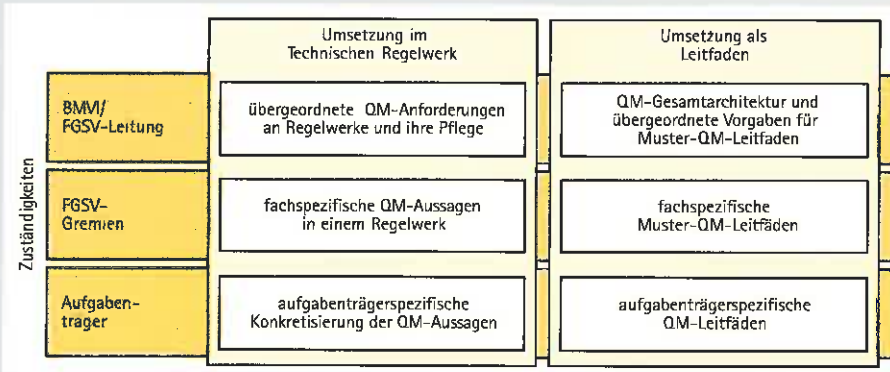 Umsetzung im
Technischen Regelwerk
Umsetzung als
Leitfaden
Zuständigkeiten
BMVI/
FGSV-Leitung
übergeordnete QM-Anforderungen
an Regelwerke und ihre Pflege
QM-Gesamtarchitektur und
übergeordnete Vorgaben für
Muster-QM-Leitfaden
FGSV-
Gremien
fachspezifische QM-Aussagen
in einem Regelwerk
fachspezifische
Muster-QM-Leitfäden
Aufgaben-
trager
aufgabenträgerspezifische
Konkretisierung der QM-Aussagen
aufgabenträgerspezifische
QM-Leitfäden